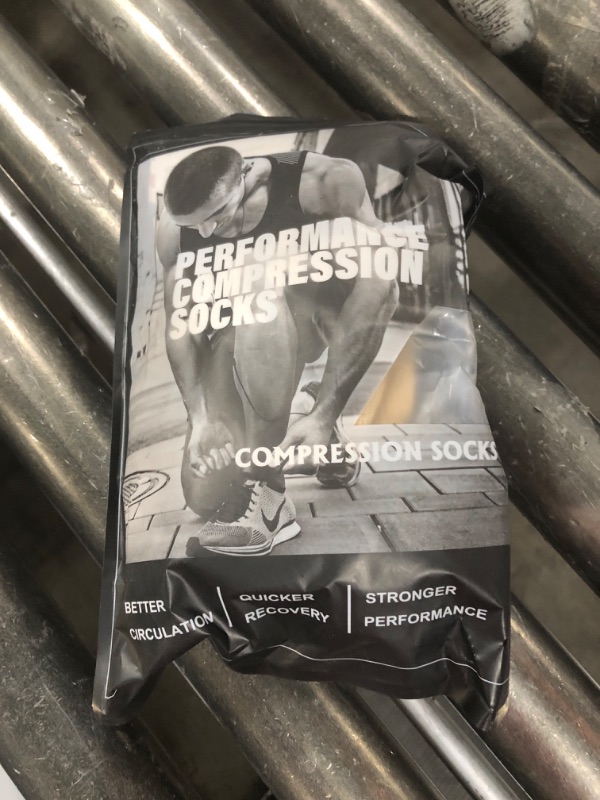 PERFORMANCE
COMPRESSION
SOCKS
COMPRESSION SOCKS
BETTER
CIRCULATION
QUICKER
RECOVERY
STRONGER
PERFORMANCE